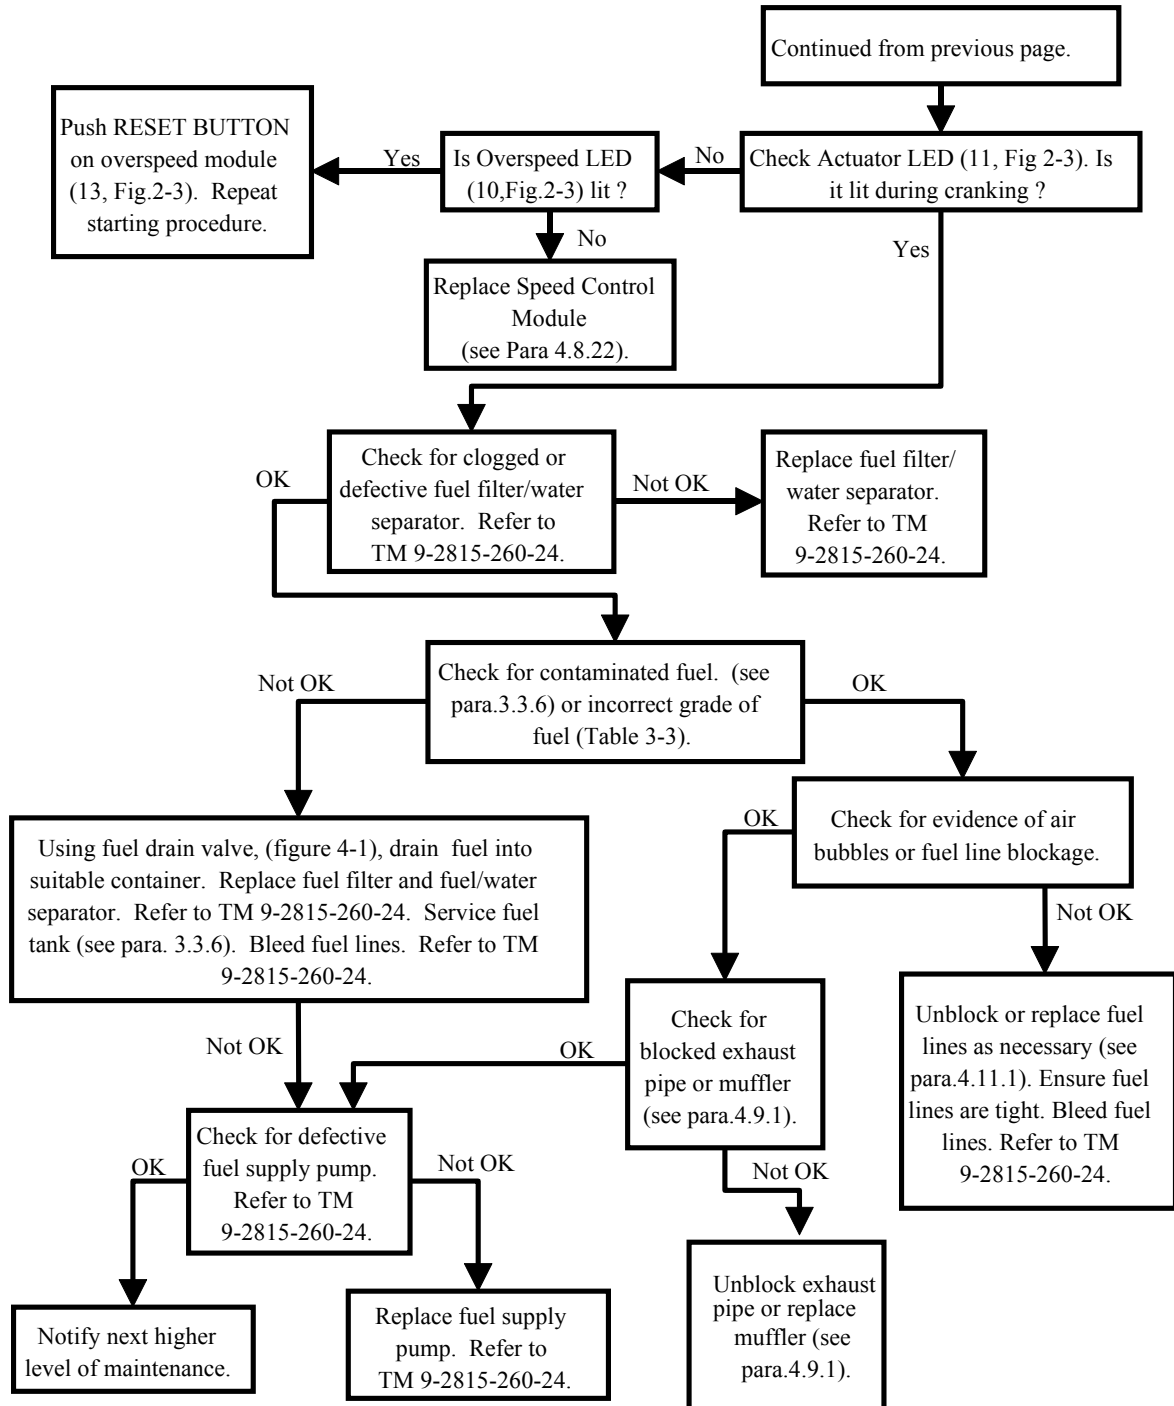 Continued from previous page.
Push RESET BUTTON
on overspeed module
(13, Fig.2-3).  Repeat
starting procedure.
Yes
Is Overspeed LED
(10,Fig.2-3) lit ?
No
Check Actuator LED (11, Fig 2-3). Is
it lit during cranking ?
No
Yes
Replace Speed Control
Module
(see Para 4.8.22).
OK
Check for clogged or
defective fuel filter/water
separator.  Refer to
TM 9-2815-260-24.
Not OK
Replace fuel filter/
water separator.
Refer to TM
9-2815-260-24.
Not OK
Check for contaminated fuel.  (see
para.3.3.6) or incorrect grade of
fuel (Table 3-3).
OK
Using fuel drain valve, (figure 4-1), drain  fuel into
suitable container.  Replace fuel filter and fuel/water
separator.  Refer to TM 9-2815-260-24.  Service fuel
tank (see para. 3.3.6).  Bleed fuel lines.  Refer to TM
9-2815-260-24.
OK
Check for evidence of air
bubbles or fuel line blockage.
Not OK
Not OK
OK
Check for
blocked exhaust
pipe or muffler
(see para.4.9.1).
Unblock or replace fuel
lines as necessary (see
para.4.11.1). Ensure fuel
lines are tight. Bleed fuel
lines. Refer to TM
9-2815-260-24.
OK
Check for defective
fuel supply pump.
Refer to TM
9-2815-260-24.
Not OK
Not OK
Notify next higher
level of maintenance.
Replace fuel supply
pump.  Refer to
TM 9-2815-260-24.
Unblock exhaust
pipe or replace
muffler (see
para.4.9.1).